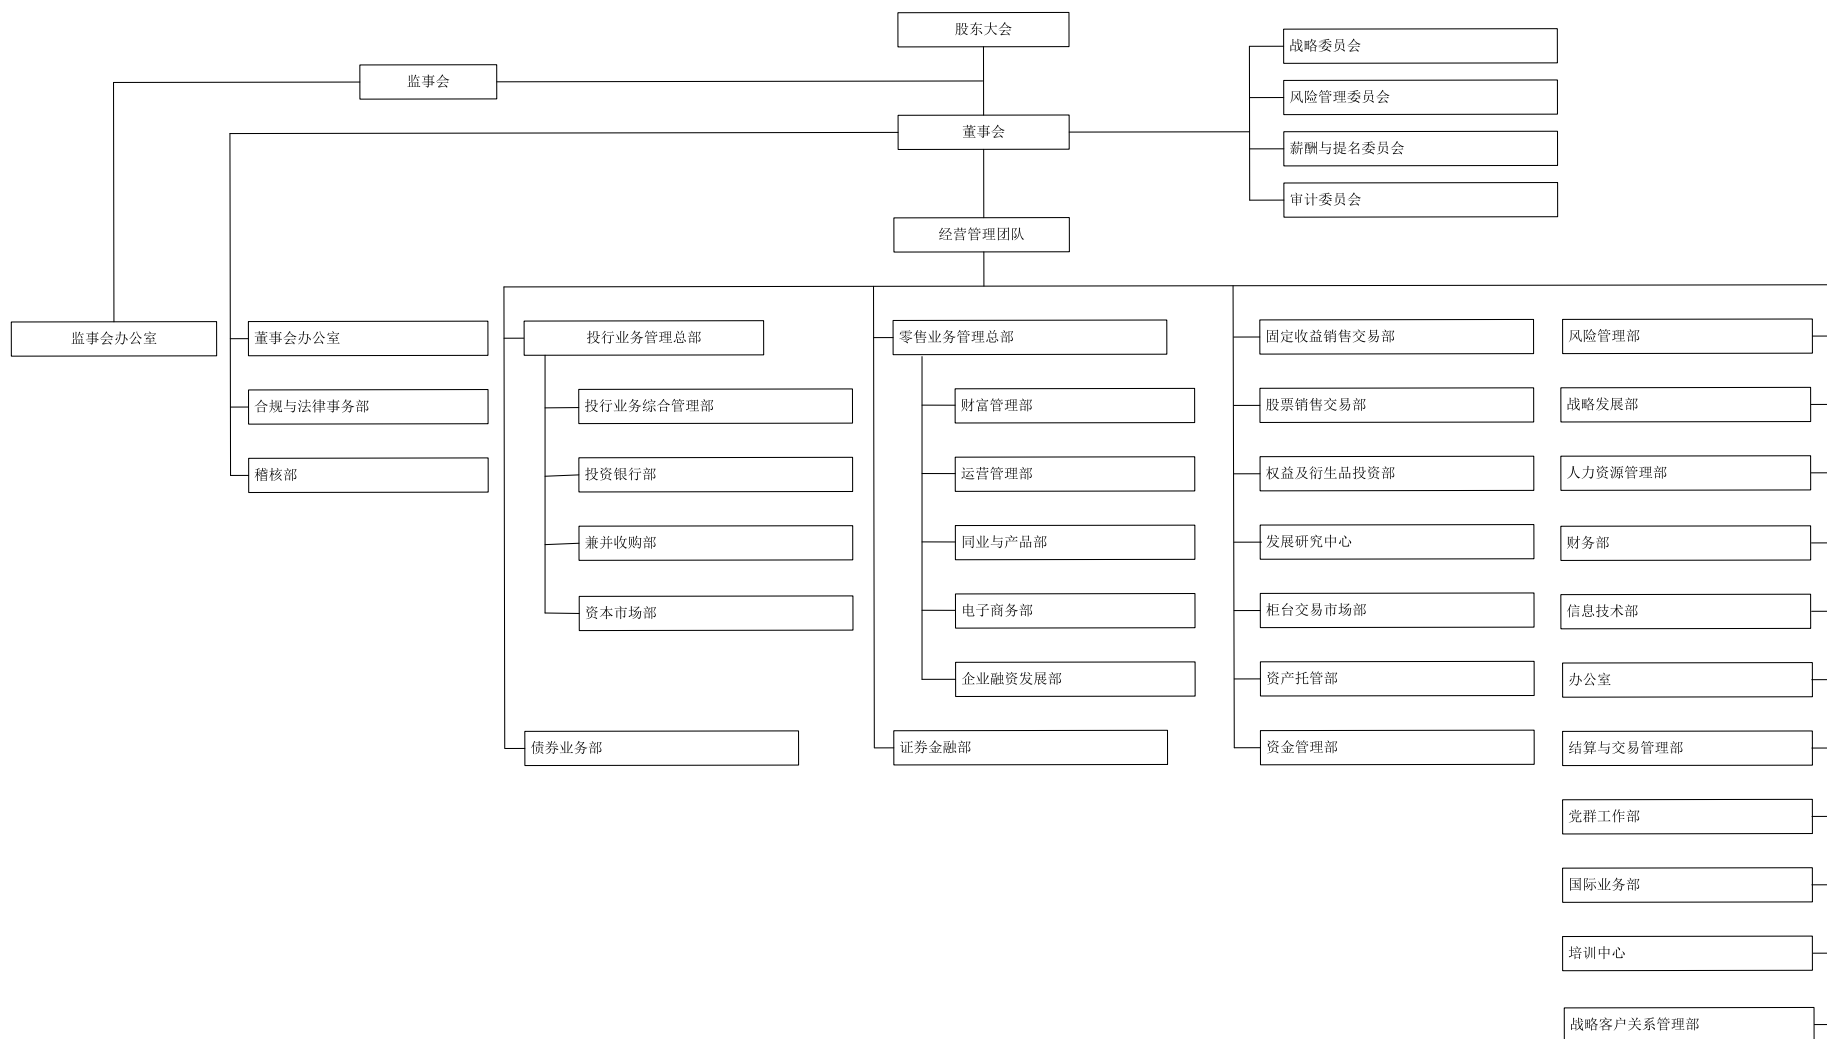 股东大会
战略委员会
监事会
风险管理委员会
董事会
薪酬与提名委员会
审计委员会
经营管理团队
监事会办公室
董事会办公室
合规与法律事务部
稽核部
投行业务管理总部
投行业务综合管理部
投资银行部
兼并收购部
资本市场部
债券业务部
零售业务管理总部
财富管理部
运营管理部
同业与产品部
电子商务部
企业融资发展部
证券金融部
固定收益销售交易部
股票销售交易部
权益及衍生品投资部
发展研究中心
柜台交易市场部
资产托管部
资金管理部
风险管理部
战略发展部
人力资源管理部
财务部
信息技术部
办公室
结算与交易管理部
党群工作部
国际业务部
培训中心
战略客户关系管理部